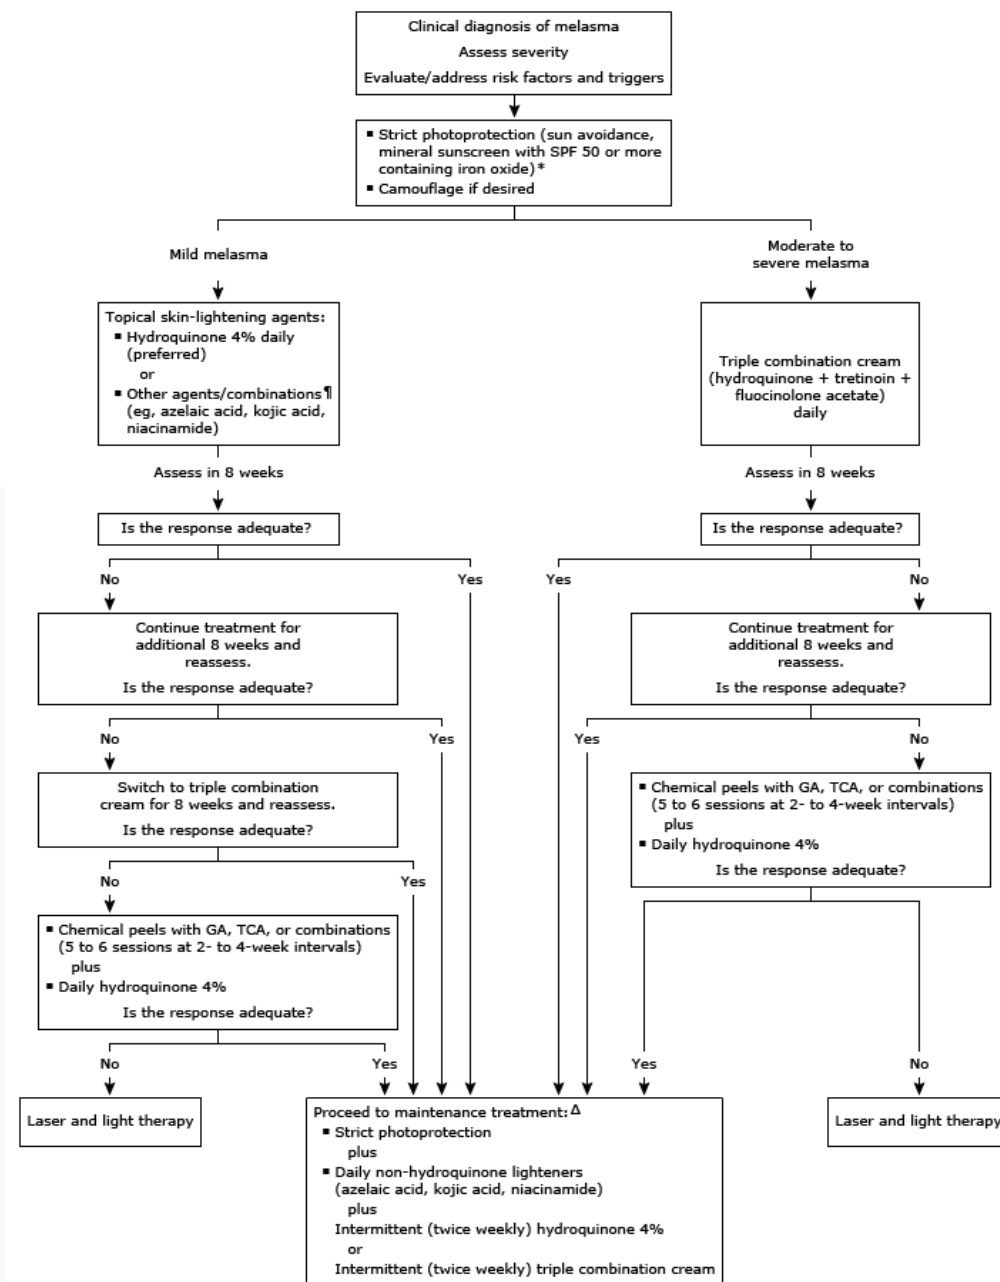 Clinical diagnosis of melasma
Assess severity
Evaluate/address risk factors and triggers
▪ Strict photoprotection (sun avoidance,
mineral sunscreen with SPF 50 or more
containing iron oxide)*
▪ Camouflage if desired
Mild melasma
Moderate to
severe melasma
Topical skin-lightening agents:
▪ Hydroquinone 4% daily
(preferred)
or
▪ Other agents/combinations¶
(eg, azelaic acid, kojic acid,
niacinamide)
Triple combination cream
(hydroquinone + tretinoin +
fluocinolone acetate)
daily
Assess in 8 weeks
Assess in 8 weeks
Is the response adequate?
Is the response adequate?
No
Yes
Yes
No
Continue treatment for
additional 8 weeks and
reassess.
Is the response adequate?
Continue treatment for
additional 8 weeks and
reassess.
Is the response adequate?
No
Yes
Yes
No
Switch to triple combination
cream for 8 weeks and reassess.
Is the response adequate?
▪ Chemical peels with GA, TCA, or combinations
(5 to 6 sessions at 2- to 4-week intervals)
plus
▪ Daily hydroquinone 4%
Is the response adequate?
No
Yes
▪ Chemical peels with GA, TCA, or combinations
(5 to 6 sessions at 2- to 4-week intervals)
plus
▪ Daily hydroquinone 4%
Is the response adequate?
No
Yes
Yes
No
Laser and light therapy
Proceed to maintenance treatment:Δ
▪ Strict photoprotection
plus
▪ Daily non-hydroquinone lighteners
(azelaic acid, kojic acid, niacinamide)
plus
Intermittent (twice weekly) hydroquinone 4%
or
Intermittent (twice weekly) triple combination cream
Laser and light therapy